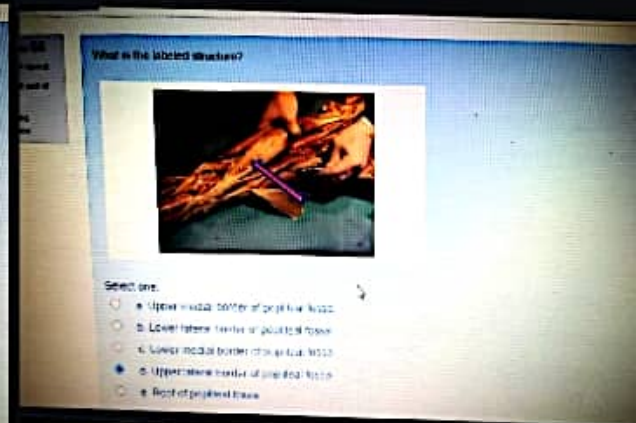 What is the labeled structure?
Select one:
a. Upper medial border of popliteal fossa
b. Lower lateral border of popliteal fossa
c. Lower medial border of popliteal fossa
d. Upper lateral border of popliteal fossa
e. Roof of popliteal fossa